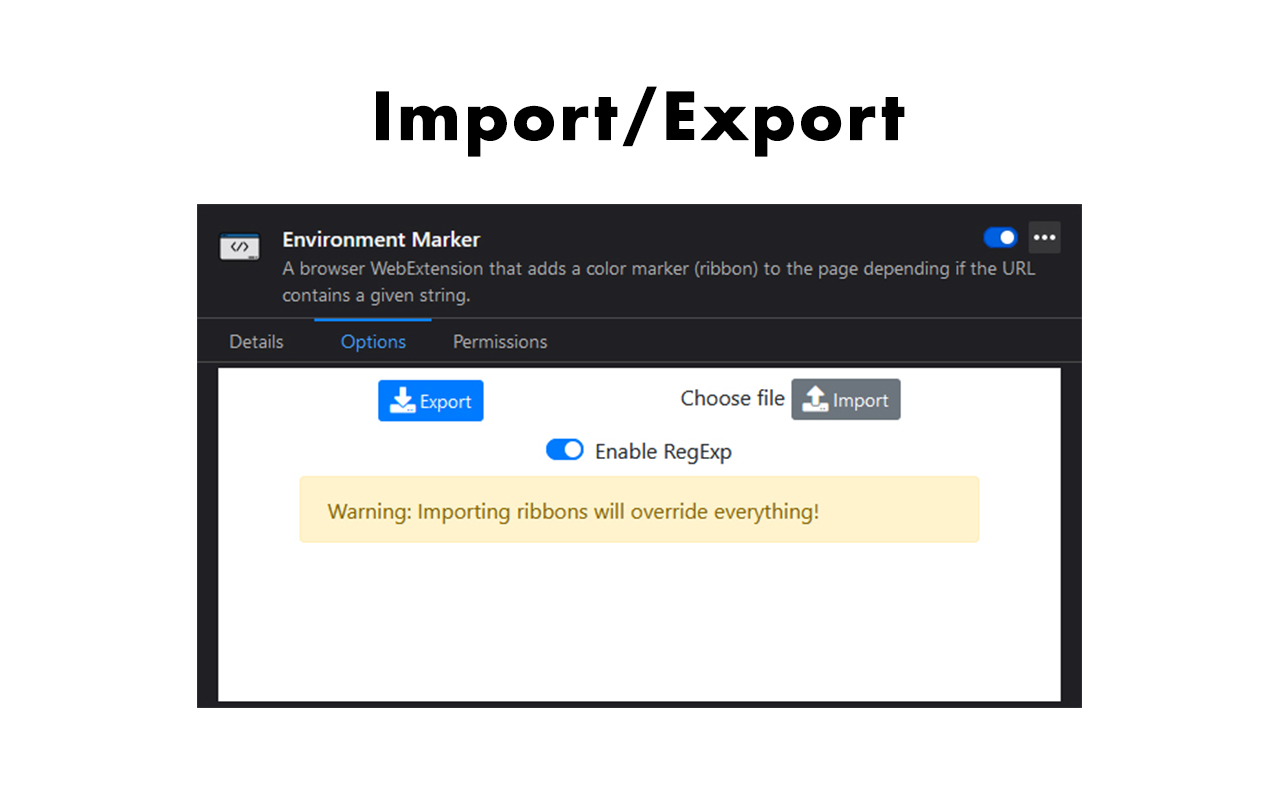 Import/Export
Environment Marker
A browser WebExtension that adds a color marker (ribbon) to the page depending if the URL
contains a given string.
Details Options Permissions
Export Choose file Import
Enable RegExp
Warning: Importing ribbons will override everything!